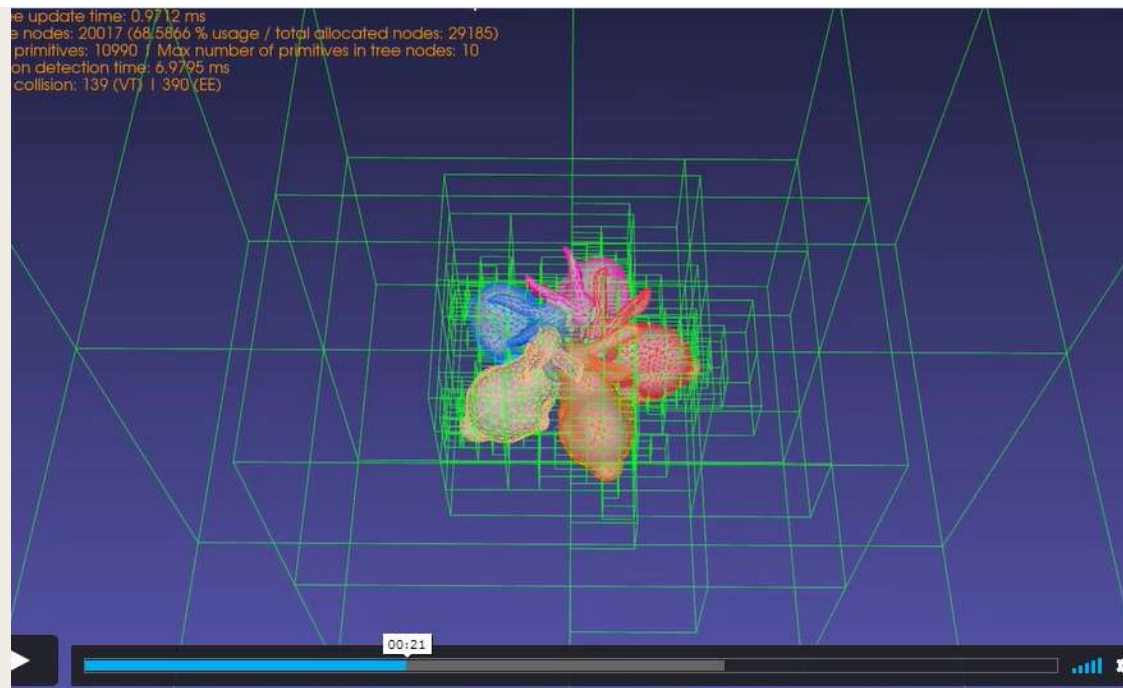 ee update time: 0.9712 ms
e nodes: 20017 (68.5866 % usage / total allocated nodes: 29185)
primitives: 10990 | Max number of primitives in tree nodes: 10
on detection time: 6.9795 ms
collision: 139 (VT) | 390 (EE)
00:21